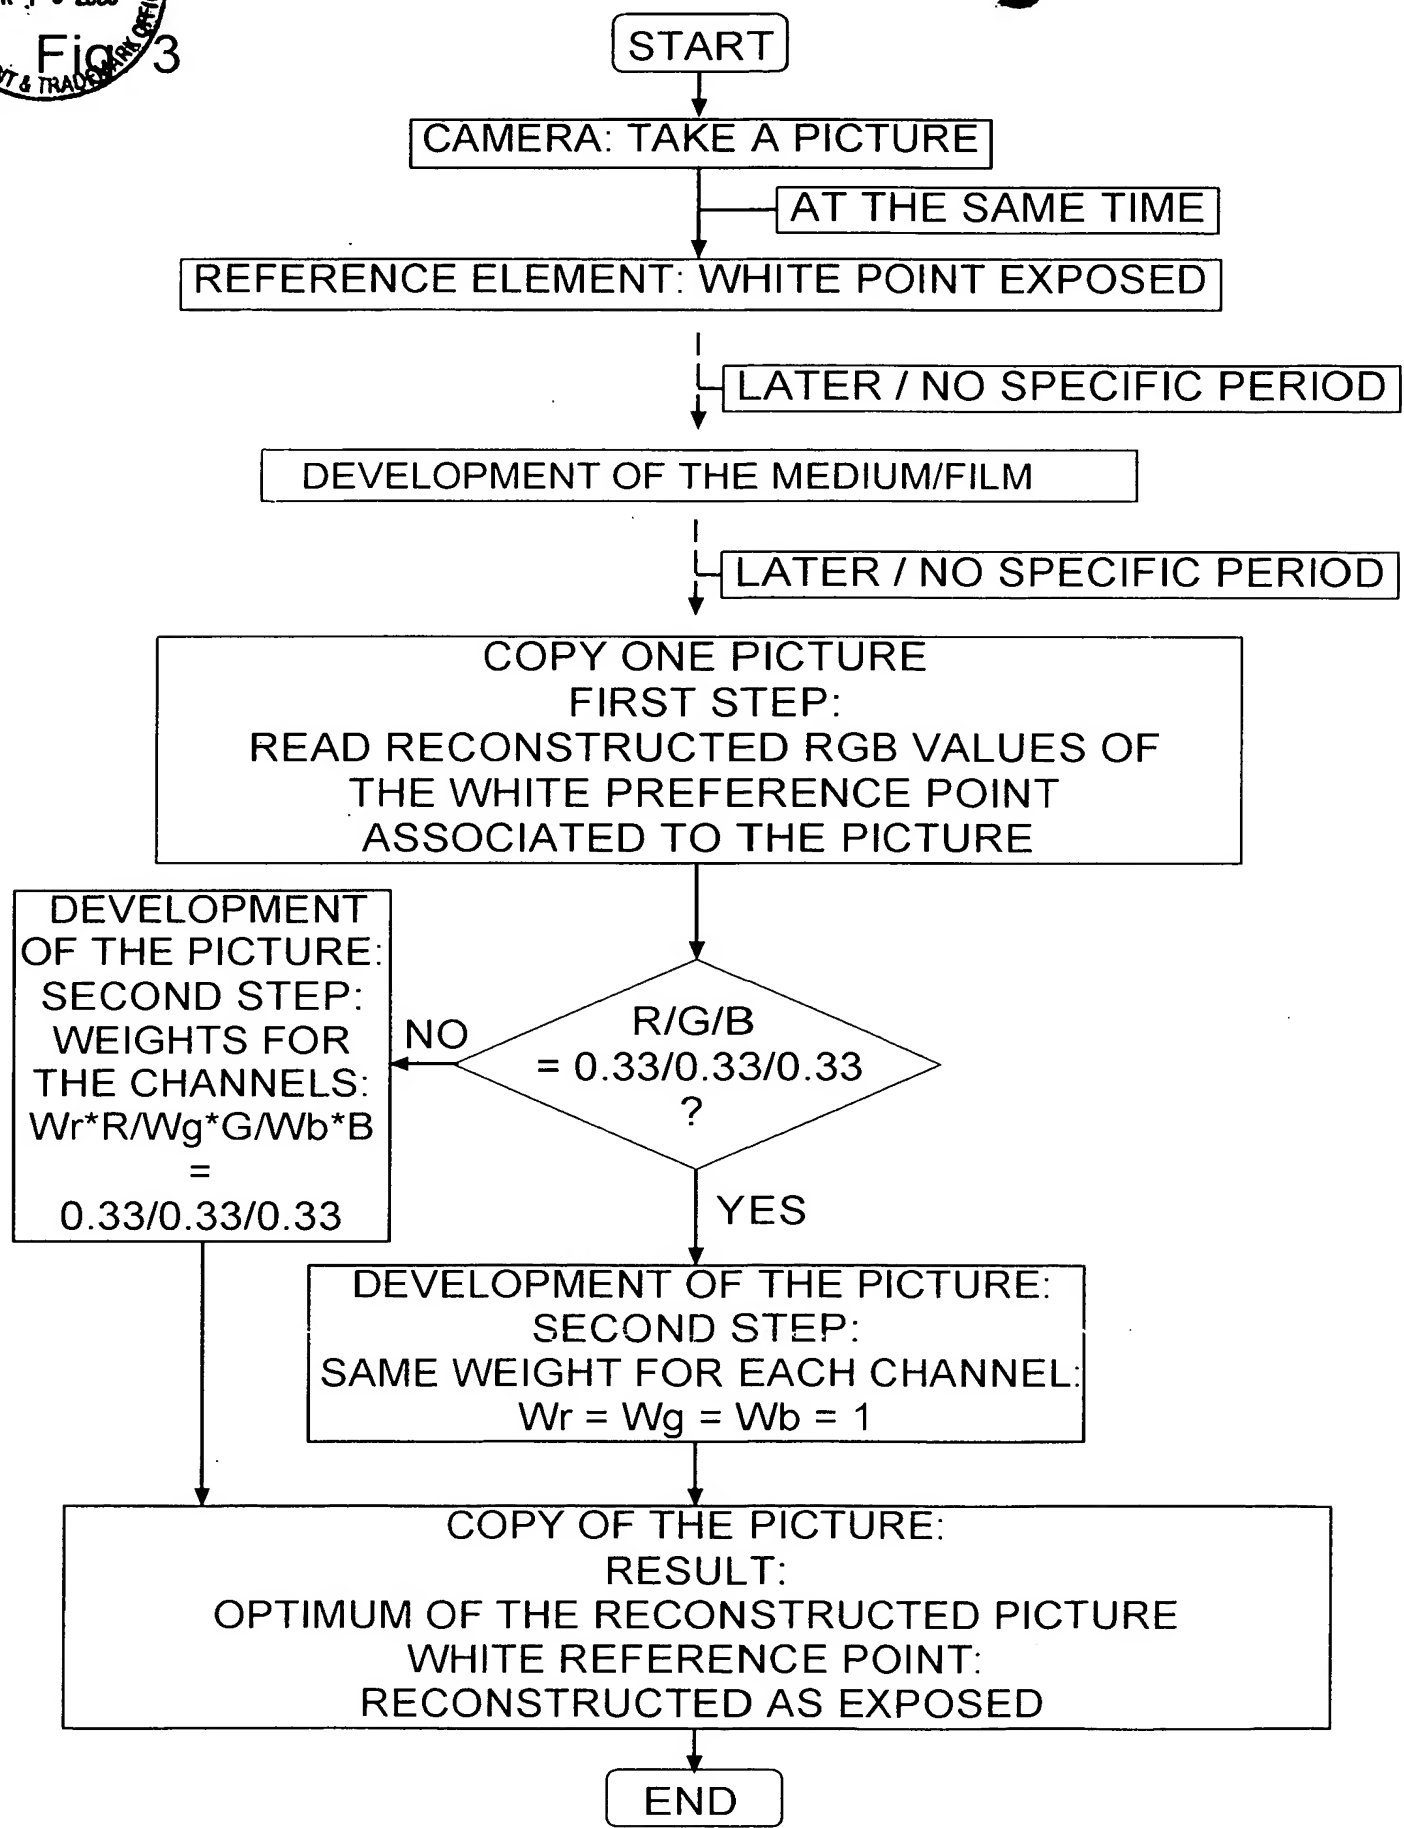 Fig 3
& TRADEMARK OFFI
START
CAMERA: TAKE A PICTURE
AT THE SAME TIME
REFERENCE ELEMENT: WHITE POINT EXPOSED
LATER / NO SPECIFIC PERIOD
DEVELOPMENT OF THE MEDIUM/FILM
LATER / NO SPECIFIC PERIOD
COPY ONE PICTURE
FIRST STEP:
READ RECONSTRUCTED RGB VALUES OF
THE WHITE PREFERENCE POINT
ASSOCIATED TO THE PICTURE
DEVELOPMENT
OF THE PICTURE:
SECOND STEP:
WEIGHTS FOR
THE CHANNELS:
Wr*R/Wg*G/Wb*B
=
0.33/0.33/0.33
NO
R/G/B
= 0.33/0.33/0.33
?
YES
DEVELOPMENT OF THE PICTURE:
SECOND STEP:
SAME WEIGHT FOR EACH CHANNEL:
Wr = Wg = Wb = 1
COPY OF THE PICTURE:
RESULT:
OPTIMUM OF THE RECONSTRUCTED PICTURE
WHITE REFERENCE POINT:
RECONSTRUCTED AS EXPOSED
END